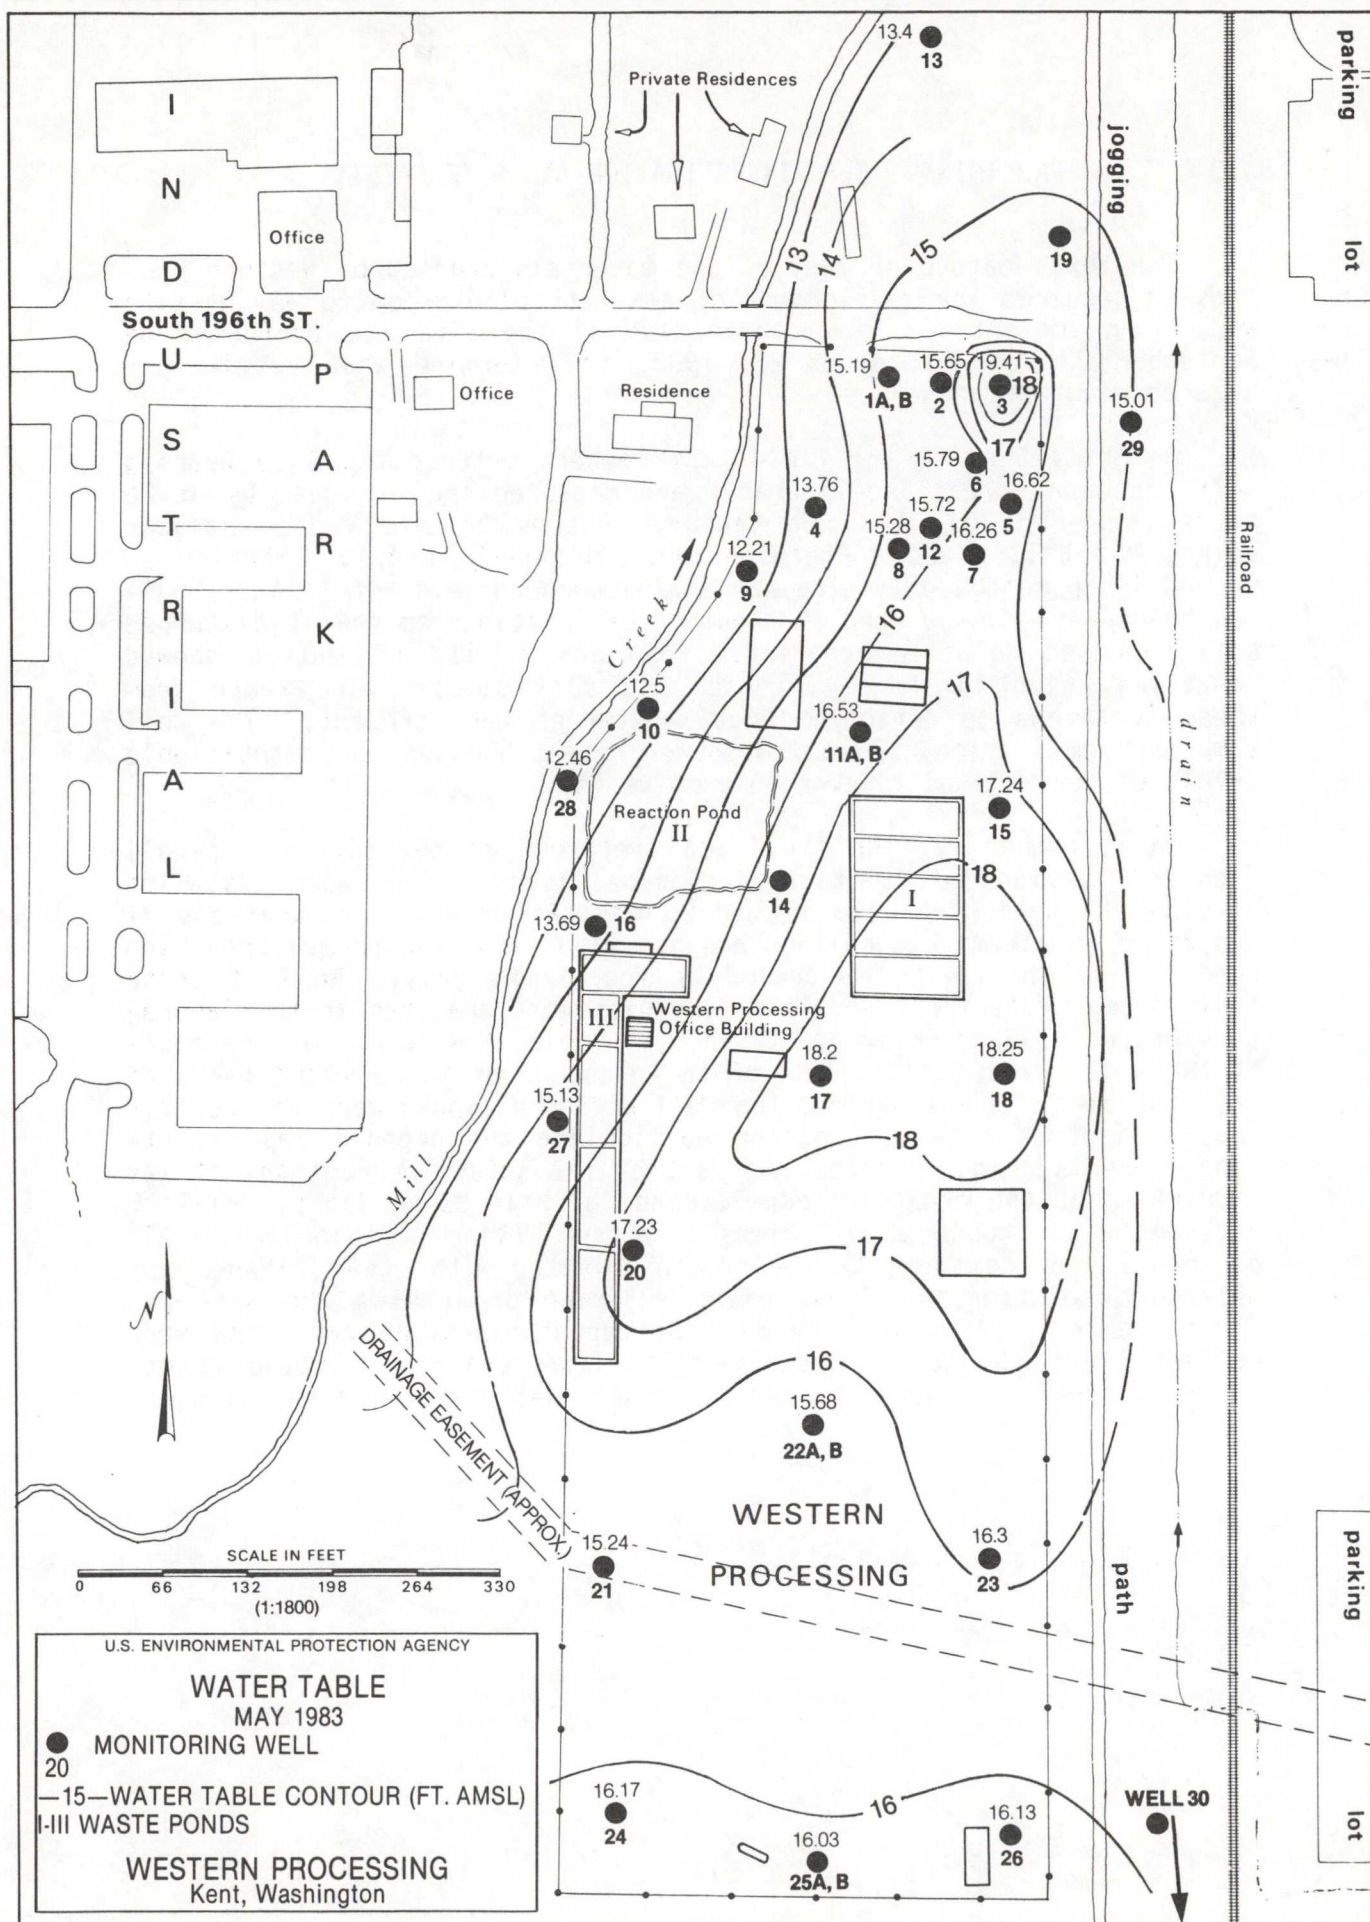 13.4
13
Private Residences
parking
lot
jogging
INDUSTRIAL
PARK
Office
13
14
15
19
South 196th ST.
15.19
15.65
19.41
18
1A, B
2
3
Office
Residence
15.01
29
17
15.79
6
16.62
5
13.76
4
15.72
12
15.28
8
16.26
7
12.21
9
Railroad
16
Creek
17
12.5
10
16.53
11A, B
drain
12.46
28
17.24
15
Reaction Pond
II
14
18
I
13.69
16
III
Western Processing
Office Building
18.2
17
18.25
18
15.13
27
18
Mill
17.23
20
17
N
16
DRAINAGE EASEMENT (APPROX.)
15.68
22A, B
WESTERN
PROCESSING
15.24
21
16.3
23
path
parking
lot
SCALE IN FEET
0 66 132 198 264 330
(1:1800)
U.S. ENVIRONMENTAL PROTECTION AGENCY
WATER TABLE
MAY 1983
MONITORING WELL
20
—15—WATER TABLE CONTOUR (FT. AMSL)
I-III WASTE PONDS
WESTERN PROCESSING
Kent, Washington
16.17
24
16
16.03
25A, B
16.13
26
WELL 30